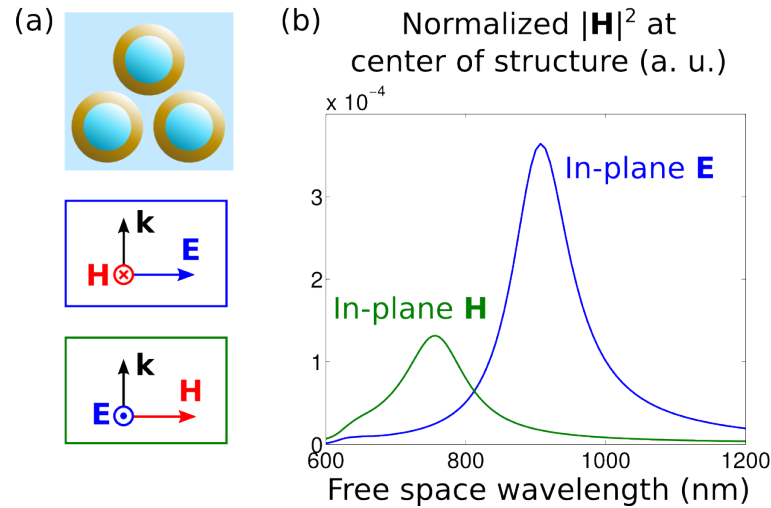 (a)
k
E
H
k
H
E
(b)
Normalized |H|² at
center of structure (a. u.)
x 10⁻⁴
3
2
1
0
In-plane E
In-plane H
600
800
1000
1200
Free space wavelength (nm)